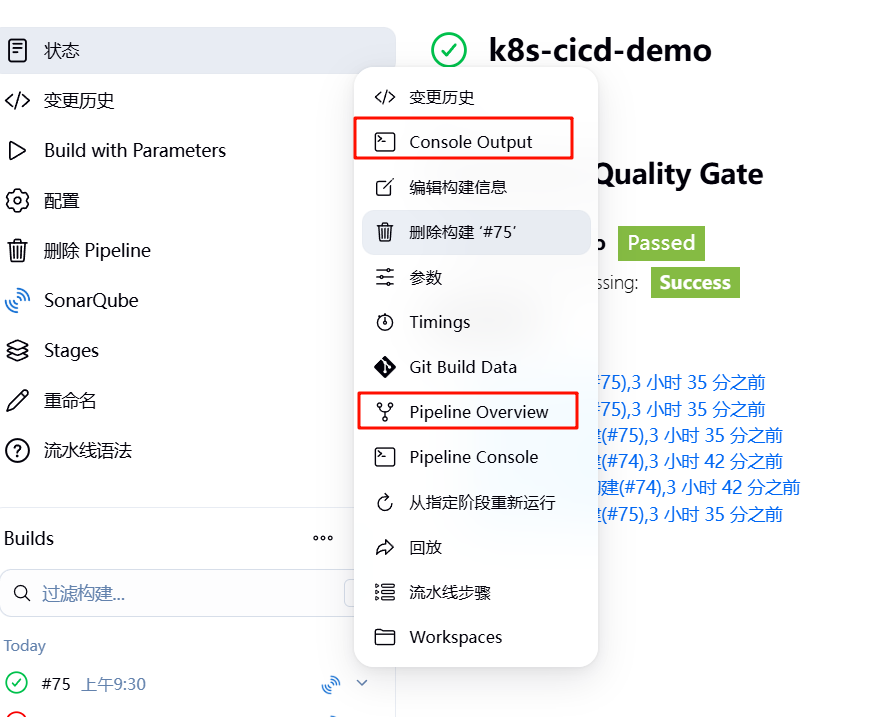 状态
变更历史
Build with Parameters
配置
删除 Pipeline
SonarQube
Stages
重命名
流水线语法
Builds
过滤构建...
Today
#75 上午9:30
变更历史
Console Output
编辑构建信息
删除构建 ‘#75’
参数
Timings
Git Build Data
Pipeline Overview
Pipeline Console
从指定阶段重新运行
回放
流水线步骤
Workspaces
k8s-cicd-demo
Quality Gate
Passed
Success
#75),3 小时 35 分之前
#75),3 小时 35 分之前
(#75),3 小时 35 分之前
(#74),3 小时 42 分之前
建(#74),3 小时 42 分之前
(#75),3 小时 35 分之前